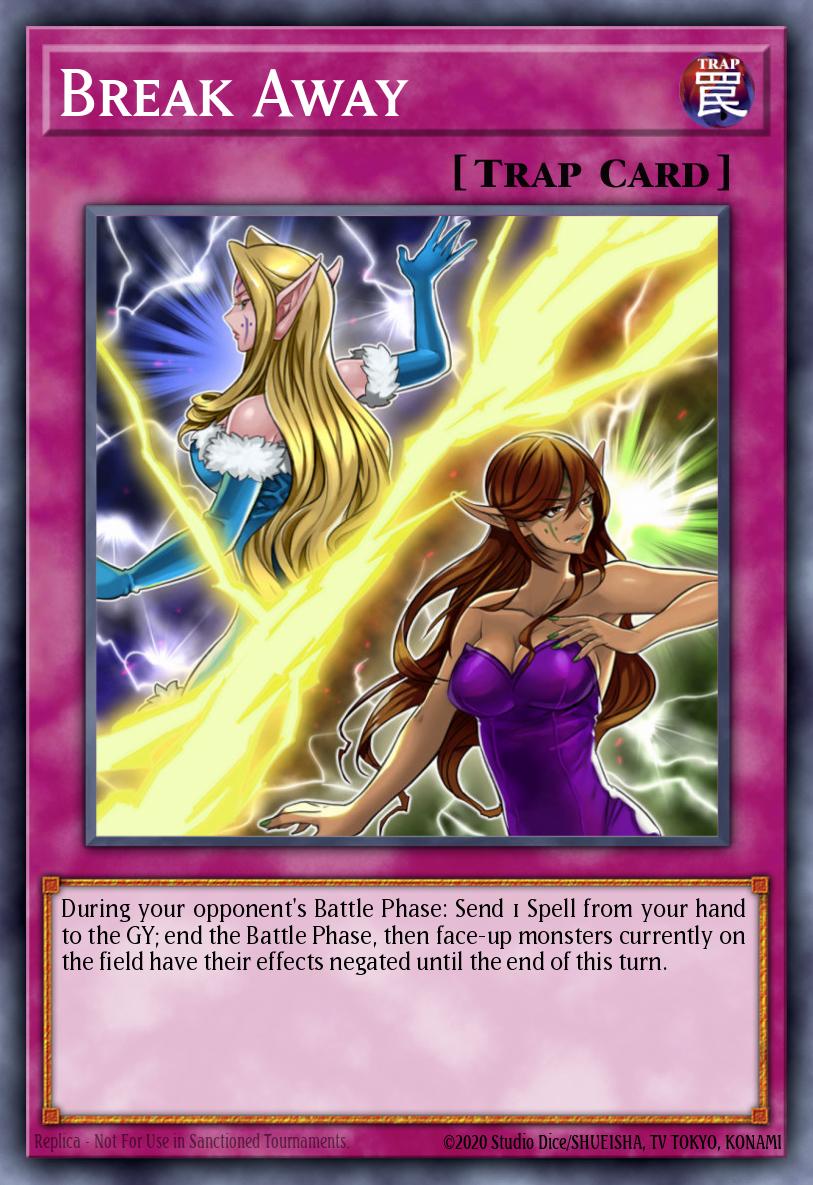 Break Away
TRAP
罠
[Trap Card]
During your opponent's Battle Phase: Send 1 Spell from your hand
to the GY; end the Battle Phase, then face-up monsters currently on
the field have their effects negated until the end of this turn.
Replica - Not For Use in Sanctioned Tournaments.
©2020 Studio Dice/SHUEISHA, TV TOKYO, KONAMI